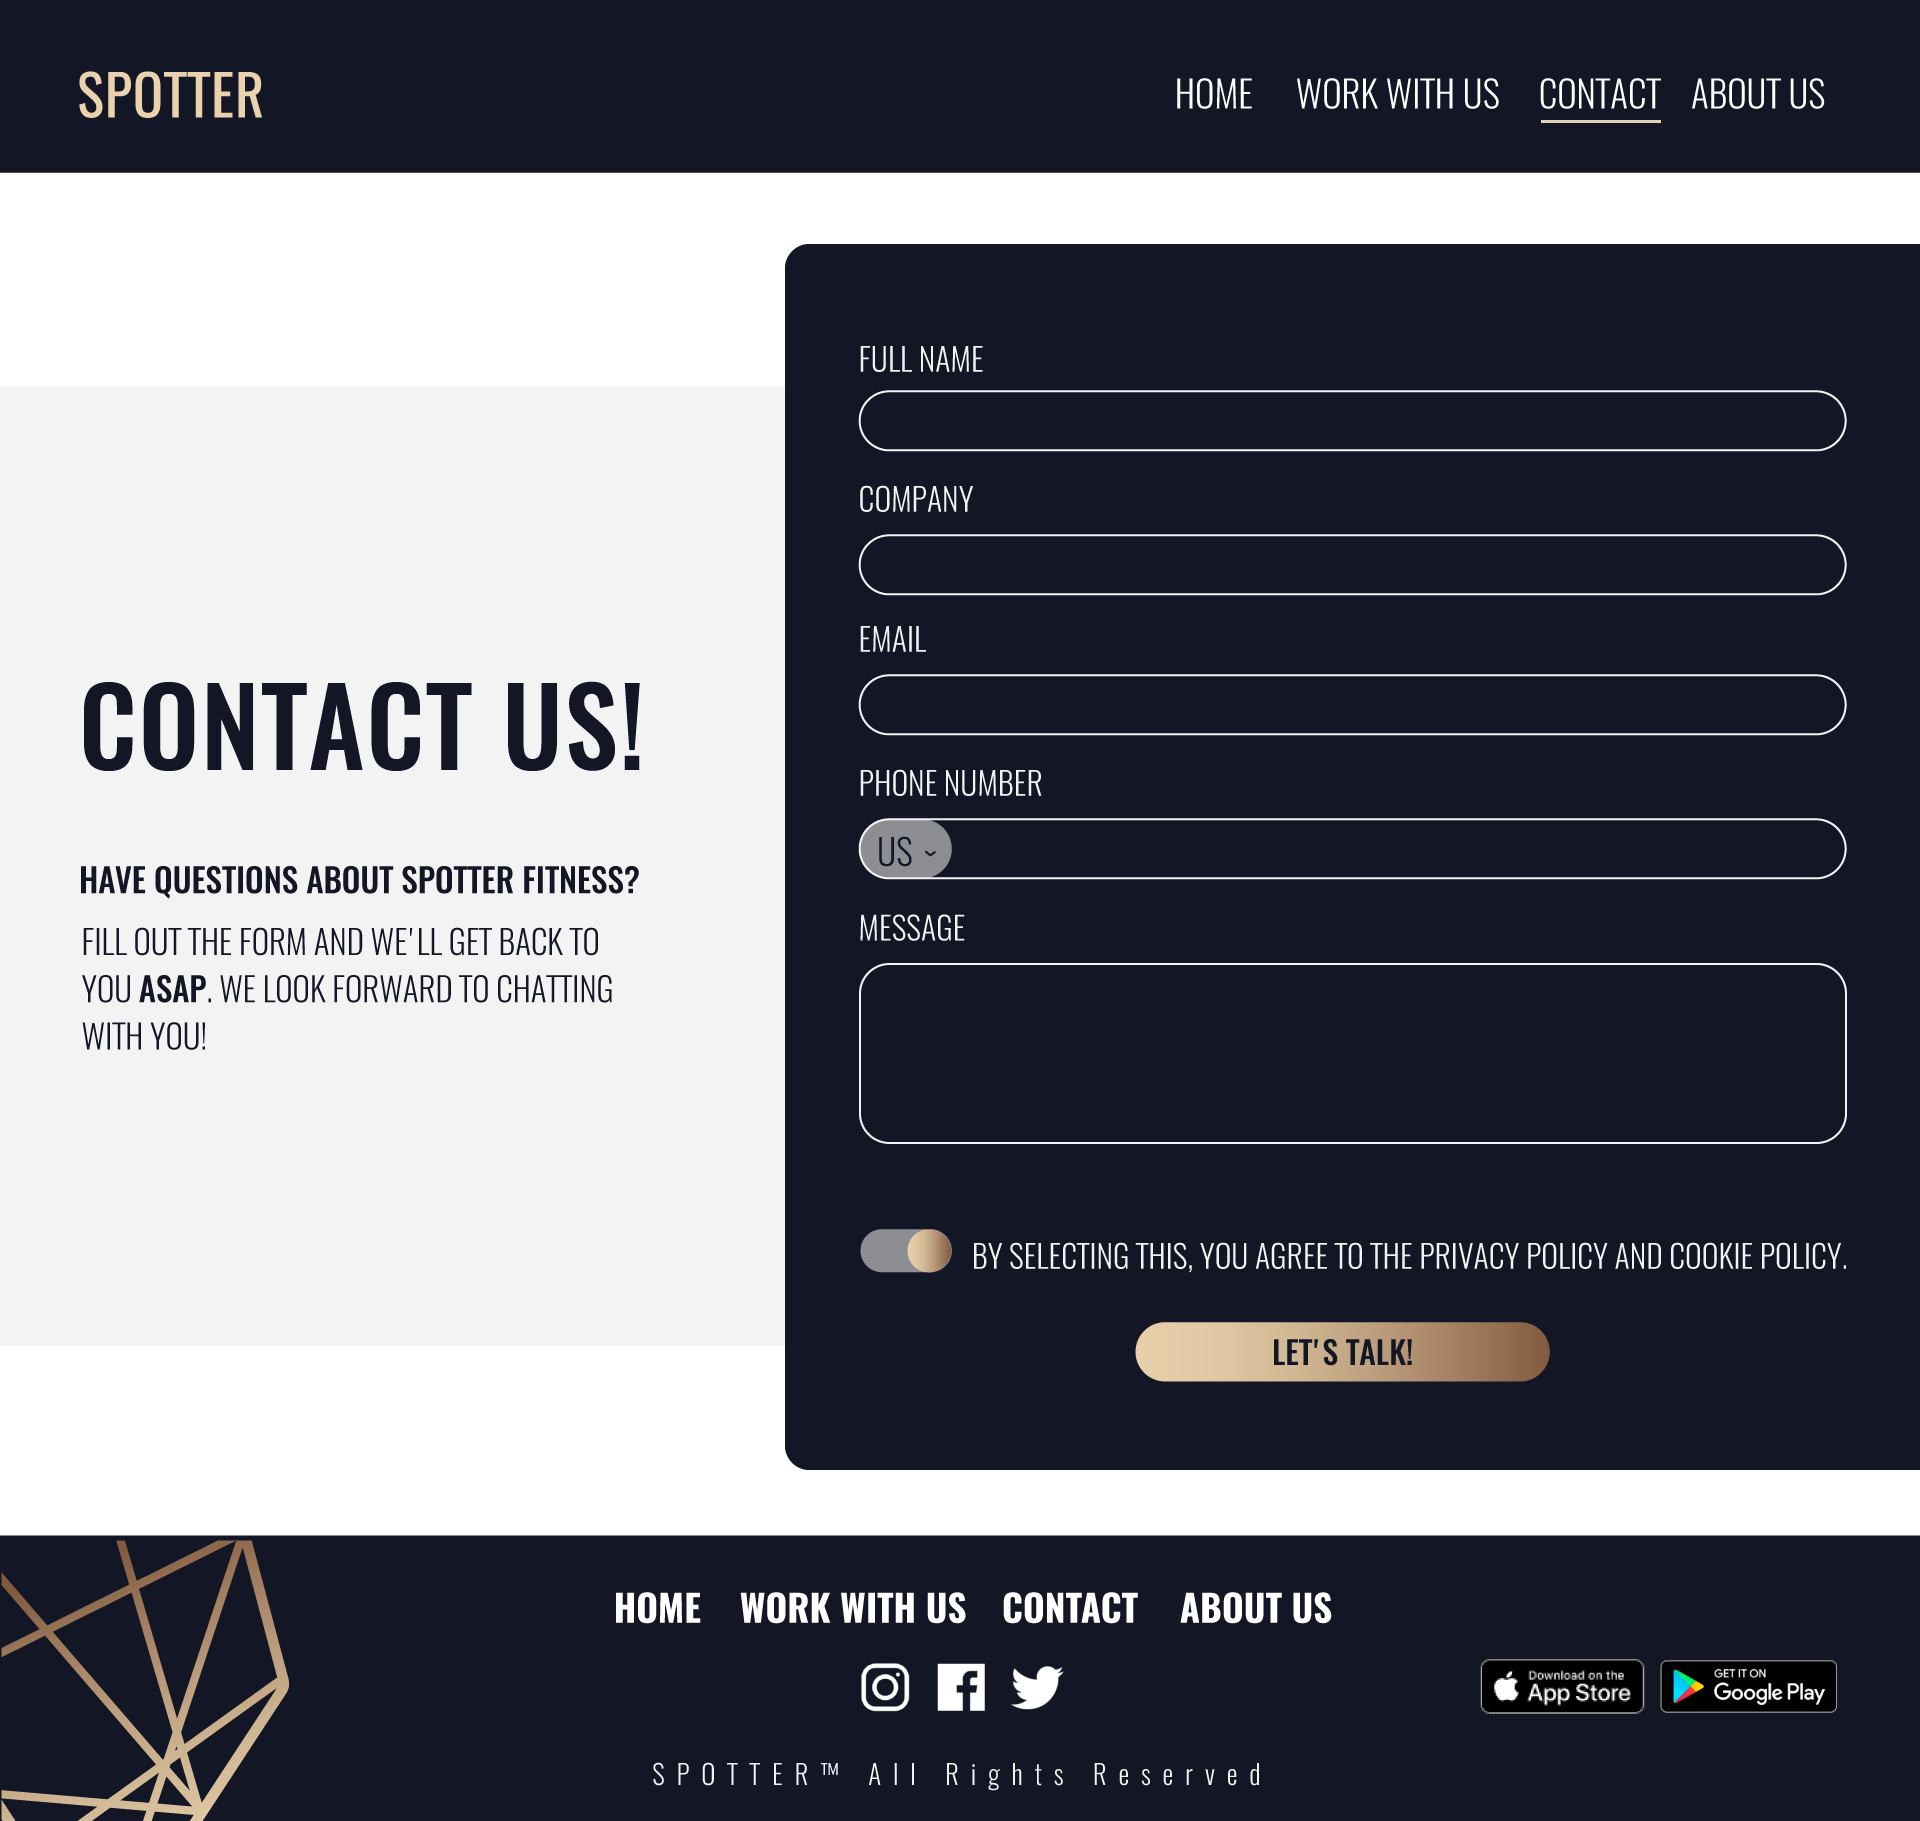 SPOTTER
HOME WORK WITH US CONTACT ABOUT US
FULL NAME
COMPANY
EMAIL
PHONE NUMBER
US
MESSAGE
BY SELECTING THIS, YOU AGREE TO THE PRIVACY POLICY AND COOKIE POLICY.
LET'S TALK!
CONTACT US!
HAVE QUESTIONS ABOUT SPOTTER FITNESS?
FILL OUT THE FORM AND WE'LL GET BACK TO
YOU ASAP. WE LOOK FORWARD TO CHATTING
WITH YOU!
HOME WORK WITH US CONTACT ABOUT US
Download on the
App Store
GET IT ON
Google Play
SPOTTER™ All Rights Reserved